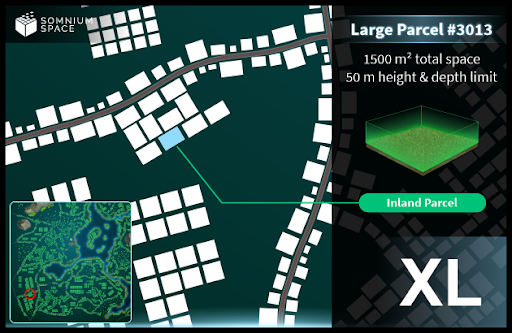 SOMNIUM
SPACE
Large Parcel #3013
1500 m² total space
50 m height & depth limit
Inland Parcel
XL